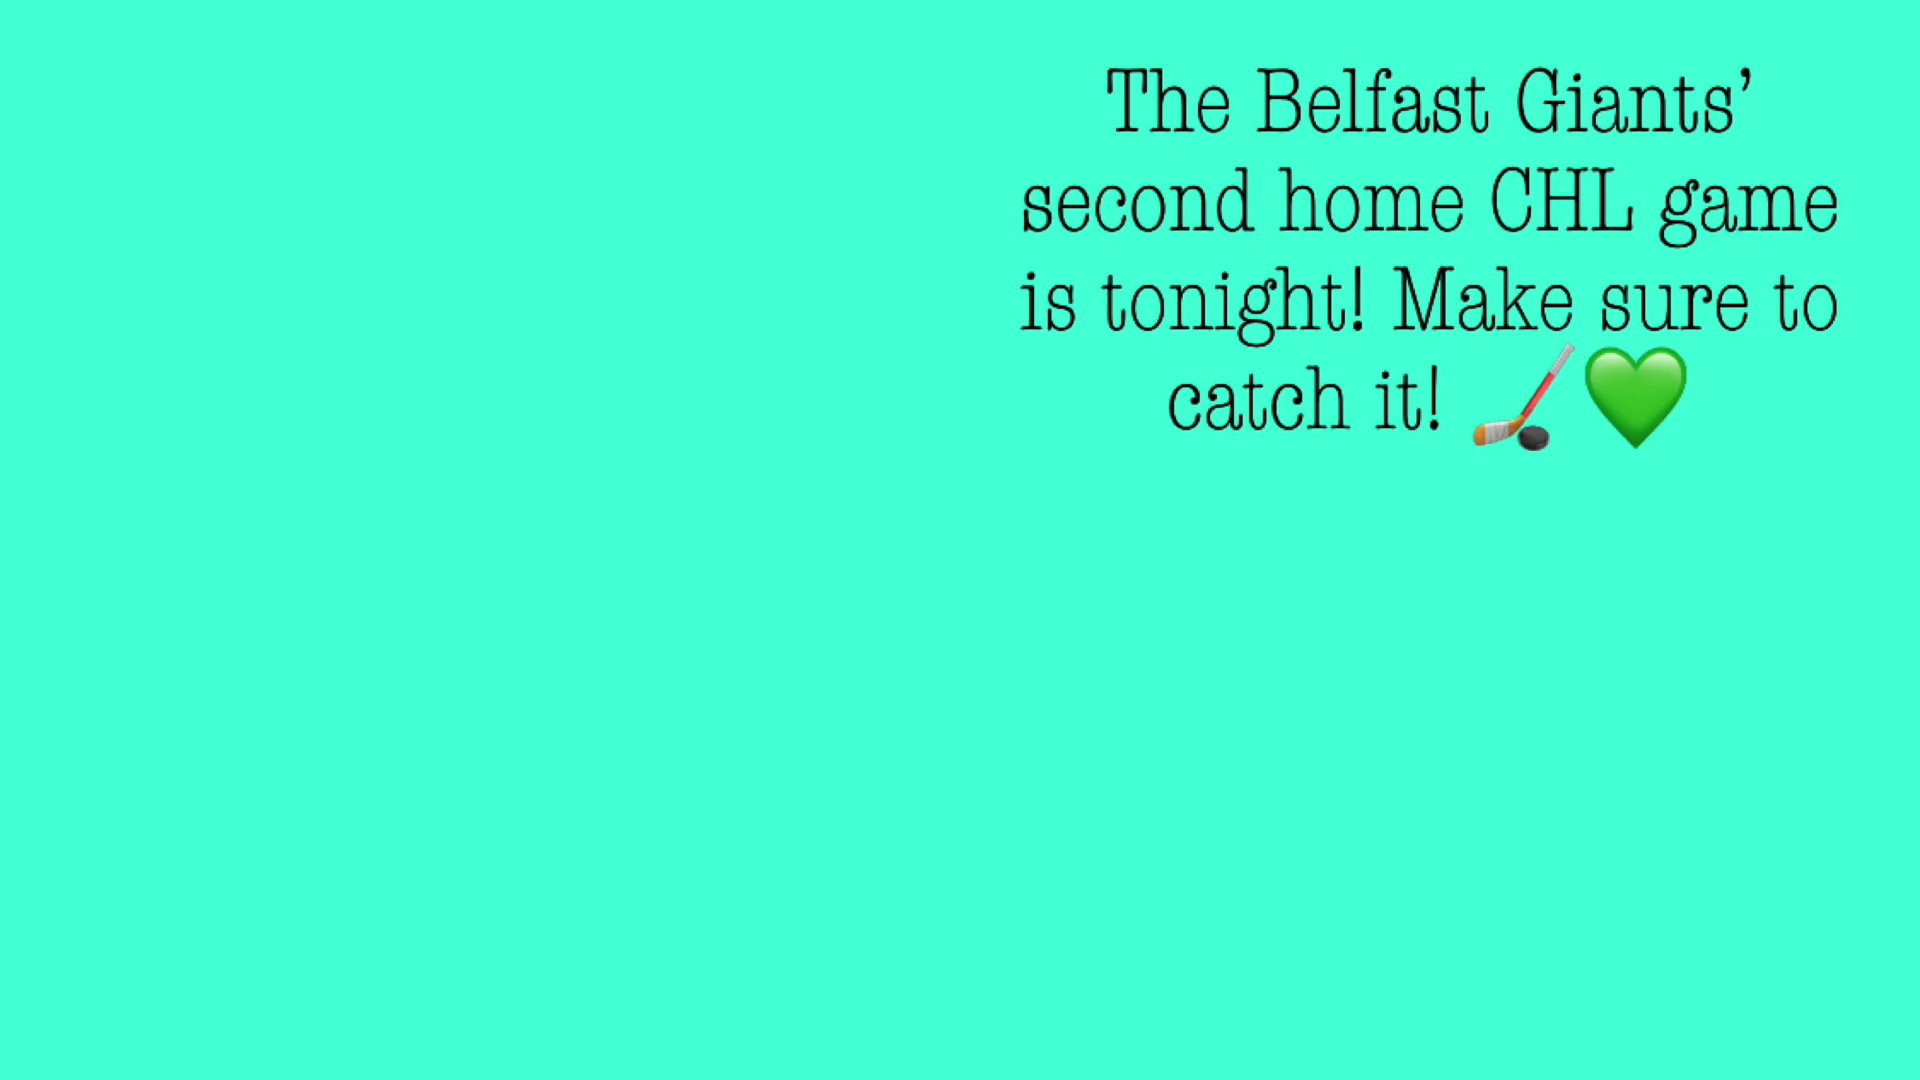 The Belfast Giants’
second home CHL game
is tonight! Make sure to
catch it! 🏒💚